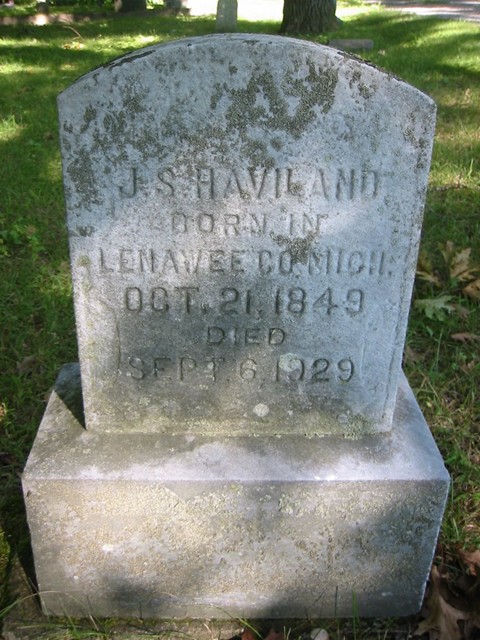 J. S. HAVILAND
BORN IN
LENAWEE CO. MICH.
OCT. 21, 1849
DIED
SEPT. 6, 1929